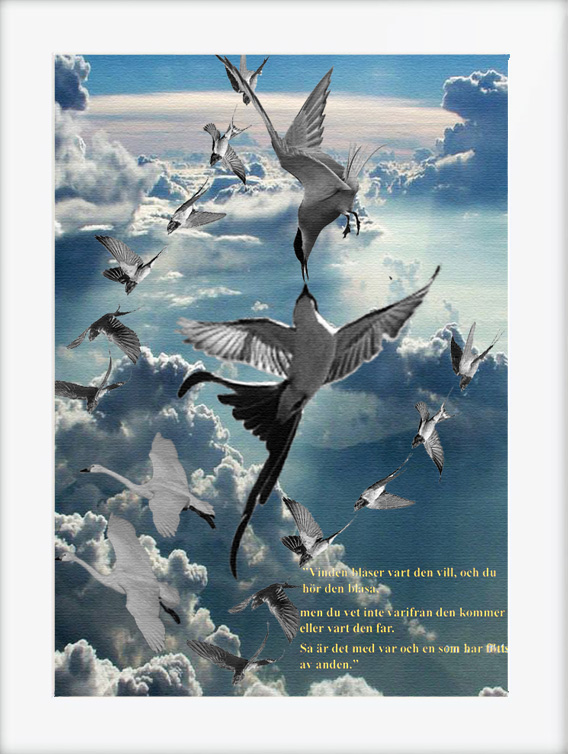 "Vinden blaser vart den vill, och du
hör den blasa,
men du vet inte varifran den kommer
eller vart den far.
Sa är det med var och en som har fötts
av anden."